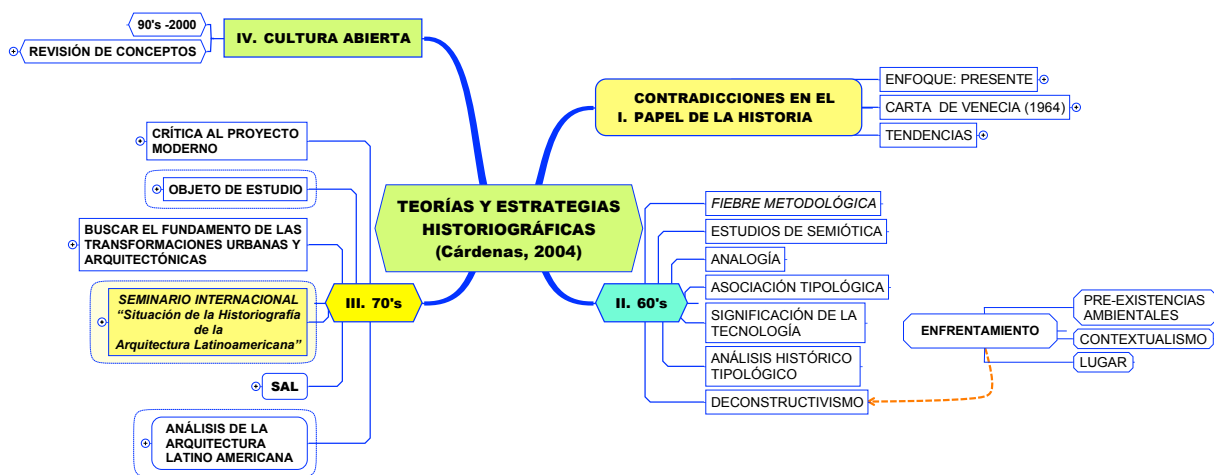 TEORÍAS Y ESTRATEGIAS
HISTORIOGRÁFICAS
(Cárdenas, 2004)
CONTRADICCIONES EN EL
I. PAPEL DE LA HISTORIA
ENFOQUE: PRESENTE
CARTA DE VENECIA (1964)
TENDENCIAS
II. 60's
FIEBRE METODOLÓGICA
ESTUDIOS DE SEMIÓTICA
ANALOGÍA
ASOCIACIÓN TIPOLÓGICA
SIGNIFICACIÓN DE LA
TECNOLOGÍA
ANÁLISIS HISTÓRICO
TIPOLÓGICO
DECONSTRUCTIVISMO
ENFRENTAMIENTO
PRE-EXISTENCIAS
AMBIENTALES
CONTEXTUALISMO
LUGAR
III. 70's
CRÍTICA AL PROYECTO
MODERNO
OBJETO DE ESTUDIO
BUSCAR EL FUNDAMENTO DE LAS
TRANSFORMACIONES URBANAS Y
ARQUITECTÓNICAS
SEMINARIO INTERNACIONAL
“Situación de la Historiografía
de la
Arquitectura Latinoamericana”
SAL
ANÁLISIS DE LA
ARQUITECTURA
LATINO AMERICANA
IV. CULTURA ABIERTA
90's -2000
REVISIÓN DE CONCEPTOS